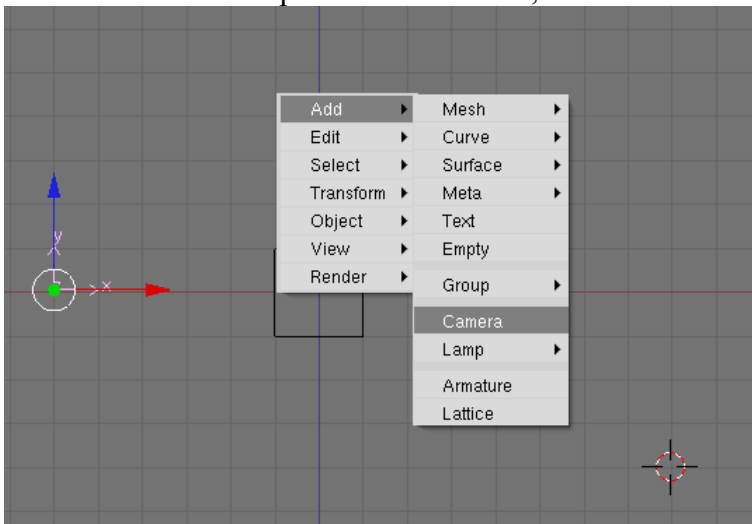 Add
Edit
Select
Transform
Object
View
Render
Mesh
Curve
Surface
Meta
Text
Empty
Group
Camera
Lamp
Armature
Lattice
y
x